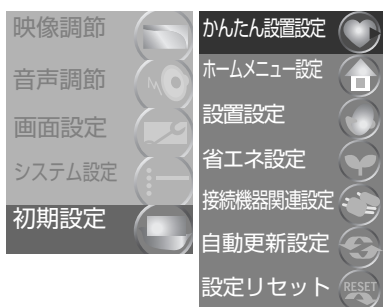 映像調節
音声調節
画面設定
システム設定
初期設定
かんたん設置設定
ホームメニュー設定
設置設定
省エネ設定
接続機器関連設定
自動更新設定
設定リセット
RESET